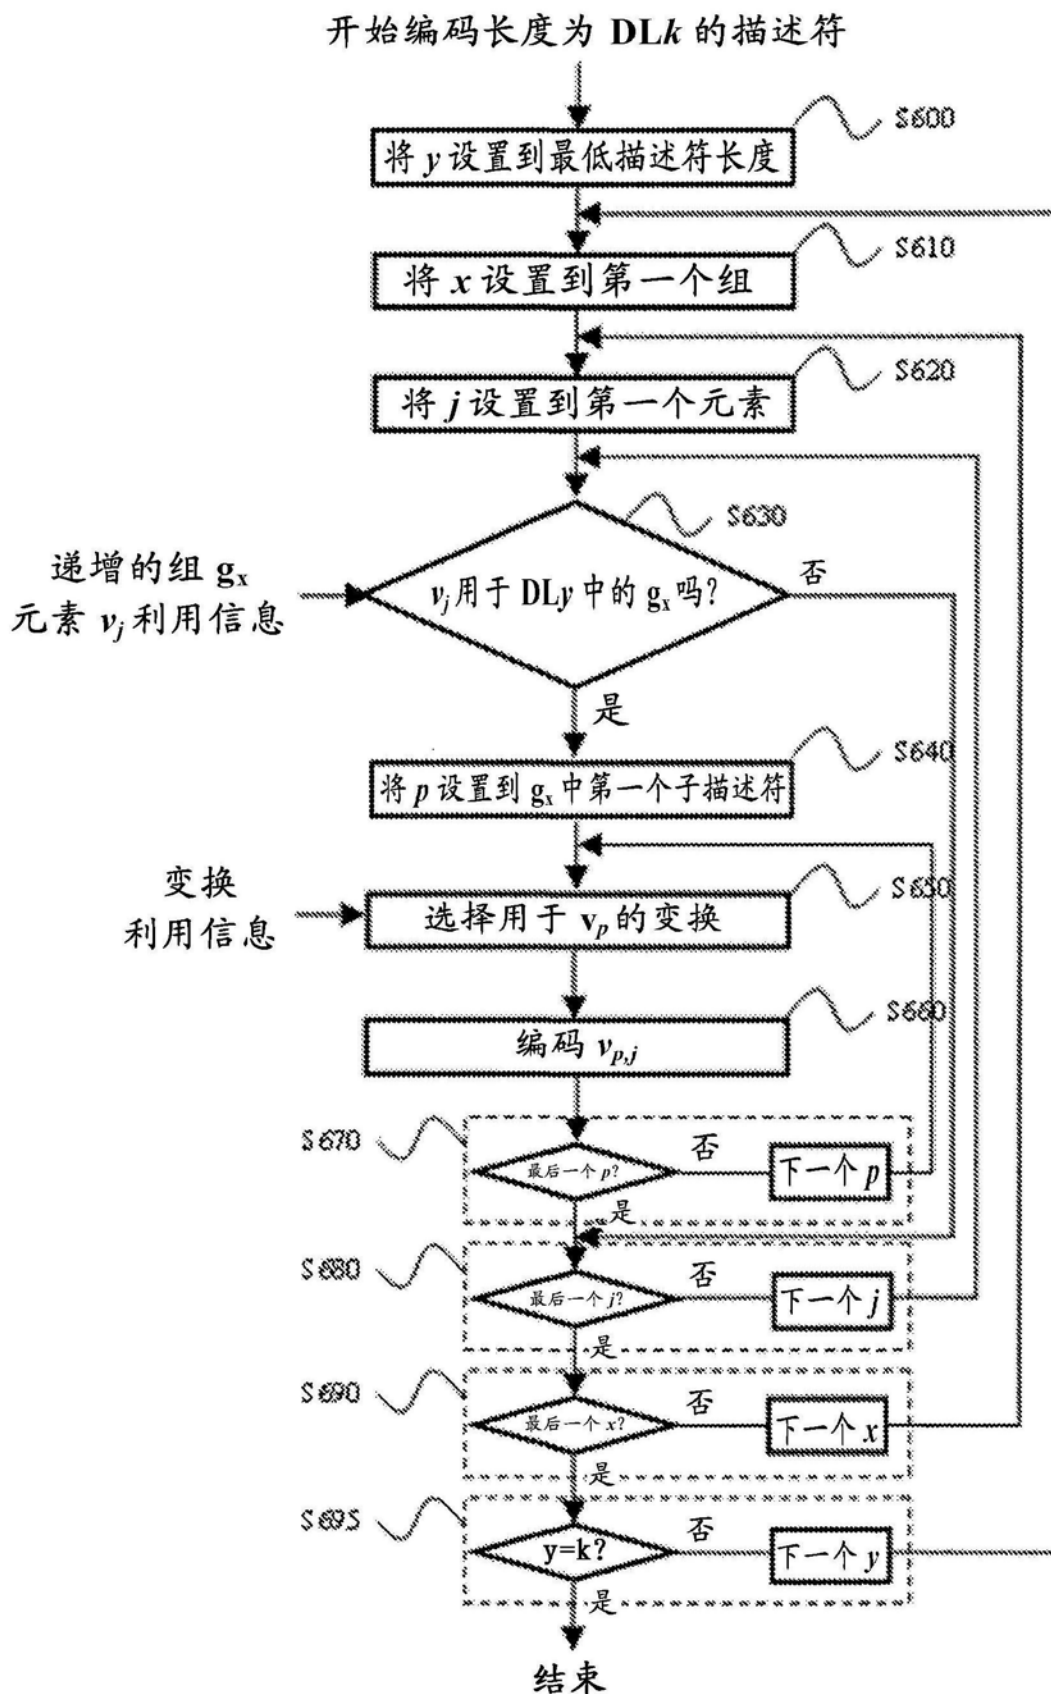 开始编码长度为 DLk 的描述符
S600
将 y 设置到最低描述符长度
S610
将 x 设置到第一个组
S620
将 j 设置到第一个元素
S630
递增的组 gx
元素 vj 利用信息
vj 用于 DLy 中的 gx 吗?
否
是
S640
将 p 设置到 gx 中第一个子描述符
S650
变换
利用信息
选择用于 vp 的变换
S660
编码 vp,j
S670
最后一个 p?
否
下一个 p
是
S680
最后一个 j?
否
下一个 j
是
S690
最后一个 x?
否
下一个 x
是
S695
y=k?
否
下一个 y
是
结束